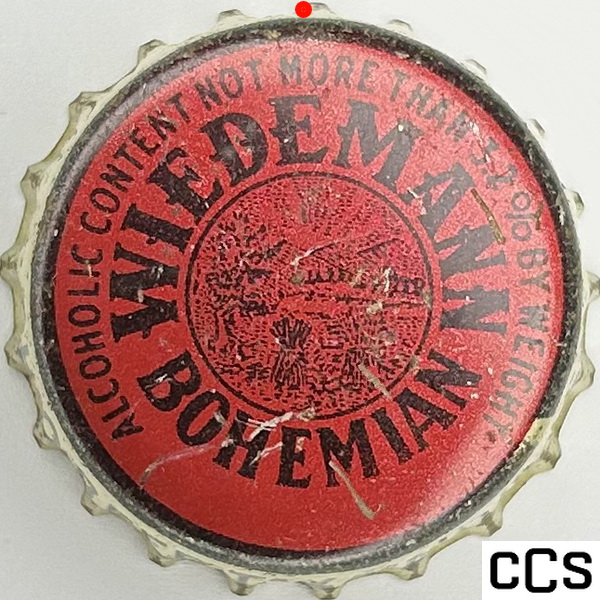 ALCOHOLIC CONTENT NOT MORE THAN 3.2 % BY WEIGHT
WIEDEMANN
BOHEMIAN
CCS